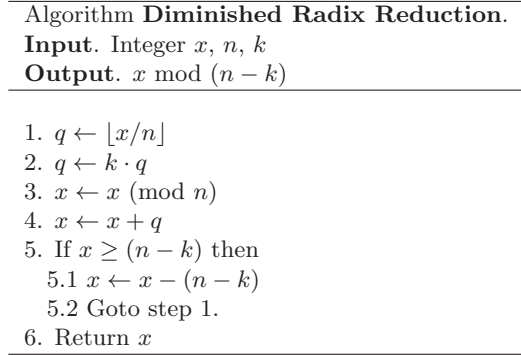 Algorithm Diminished Radix Reduction.
Input. Integer x, n, k
Output. x mod (n − k)
1. q ← ⌊x/n⌋
2. q ← k · q
3. x ← x (mod n)
4. x ← x + q
5. If x ≥ (n − k) then
5.1 x ← x − (n − k)
5.2 Goto step 1.
6. Return x